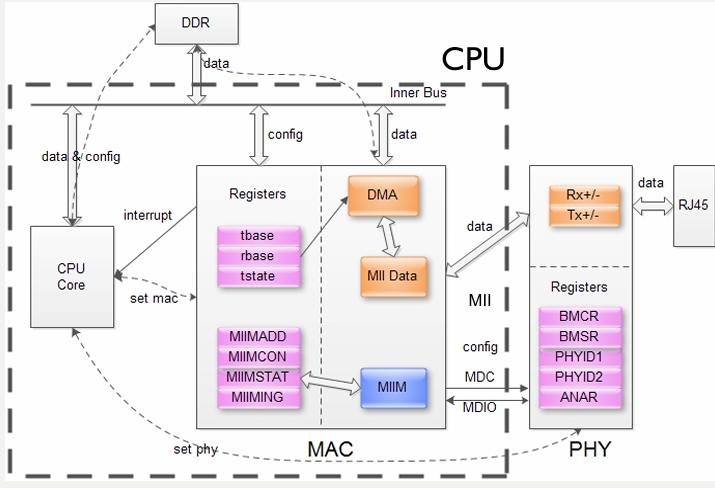 DDR
CPU
data
Inner Bus
data & config
config
data
Registers
DMA
tbase
rbase
tstate
MII Data
interrupt
CPU
Core
set mac
data
MII
Rx+/-
Tx+/-
data
RJ45
Registers
BMCR
BMSR
PHYID1
PHYID2
ANAR
MIIMADD
MIIMCON
MIIMSTAT
MIIMING
MIIM
config
MDC
MDIO
set phy
MAC
PHY